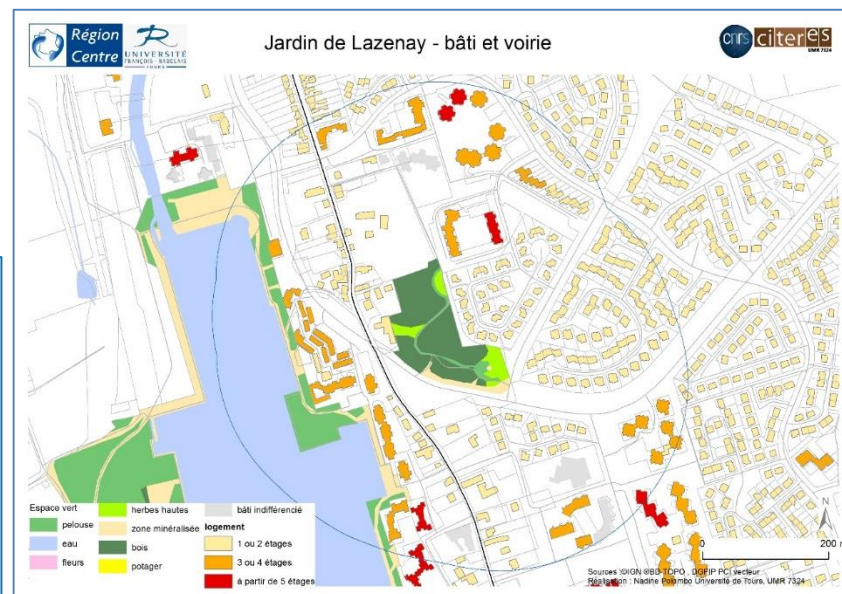 Région
Centre
UNIVERSITÉ
FRANÇOIS - RABELAIS
TOURS
Jardin de Lazenay - bâti et voirie
cnrs
citeres
UMR 7324
Espace vert
pelouse
eau
fleurs
herbes hautes
zone minéralisée
bois
potager
bâti indifférencié
logement
1 ou 2 étages
3 ou 4 étages
à partir de 5 étages
N
0
200 m
Sources : ©IGN ®BD TOPO , DGFIP PCI vecteur
Réalisation : Nadine Polombo Université de Tours, UMR 7324